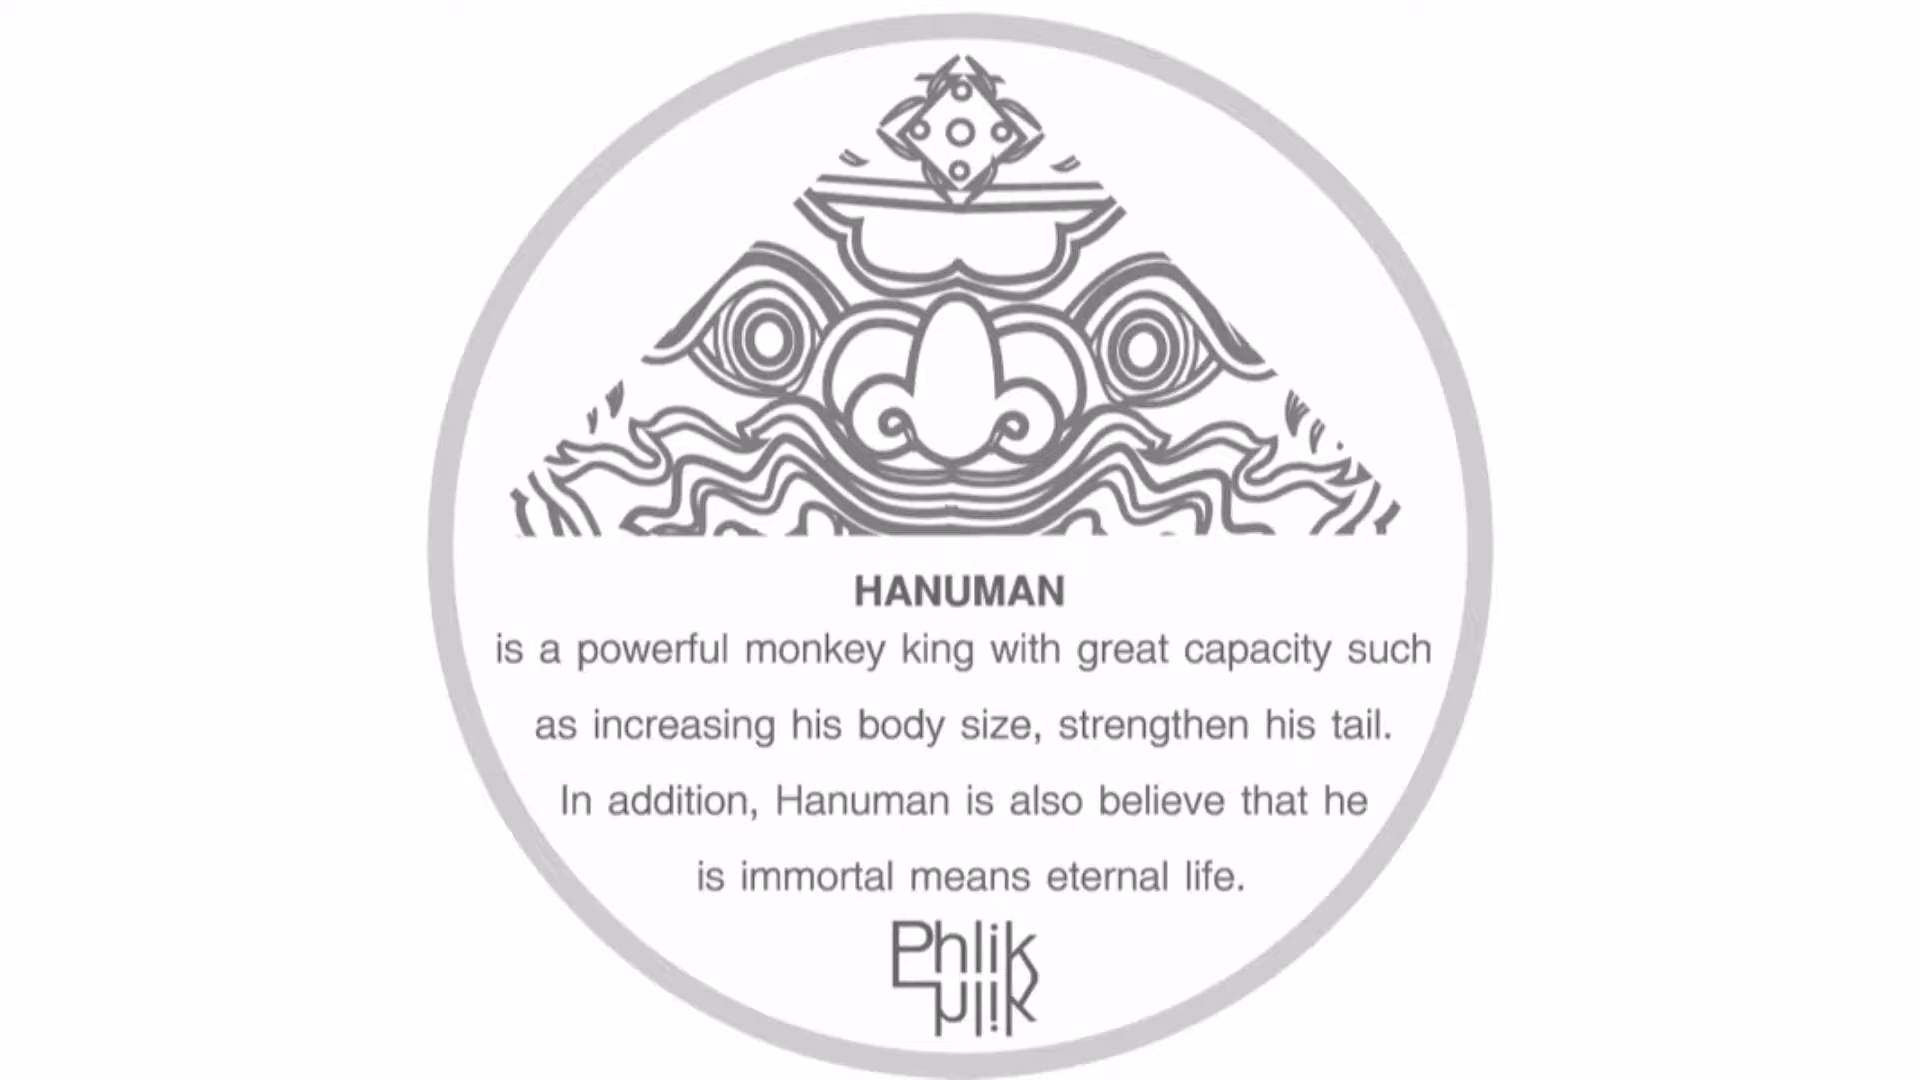 HANUMAN
is a powerful monkey king with great capacity such
as increasing his body size, strengthen his tail.
In addition, Hanuman is also believe that he
is immortal means eternal life.
Phlik